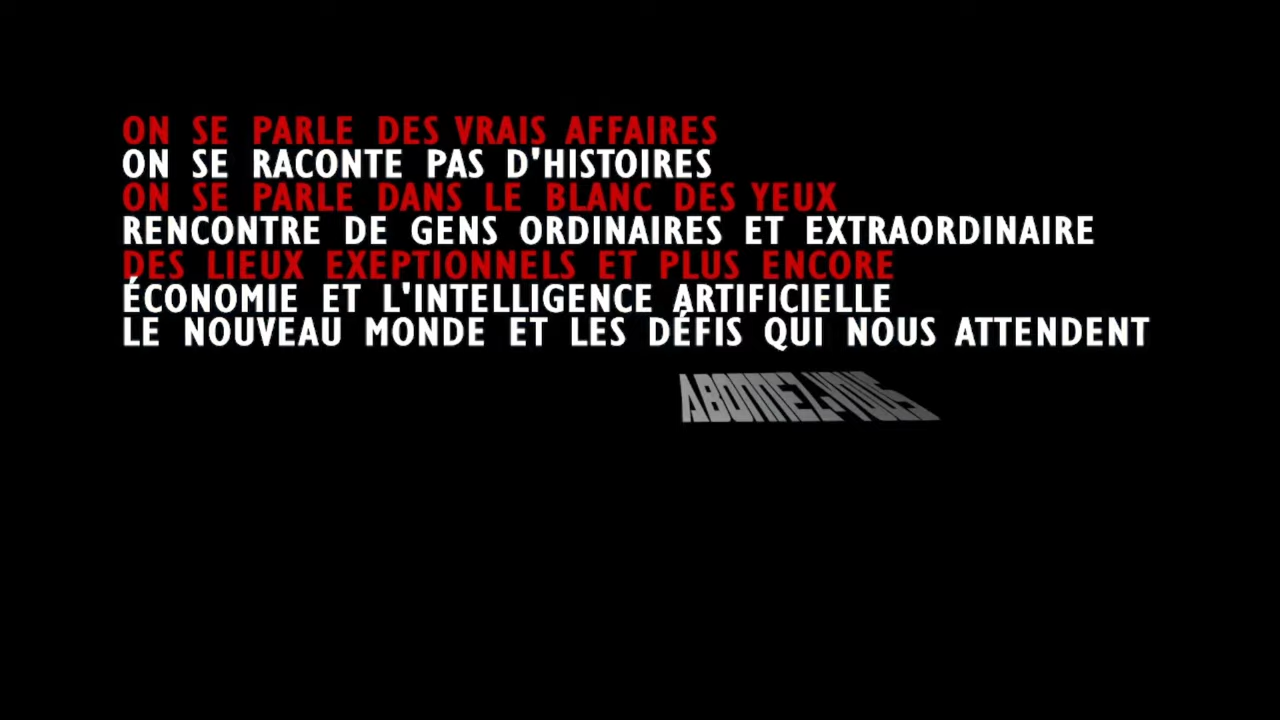 ON SE PARLE DES VRAIS AFFAIRES
ON SE RACONTE PAS D'HISTOIRES
ON SE PARLE DANS LE BLANC DES YEUX
RENCONTRE DE GENS ORDINAIRES ET EXTRAORDINAIRE
DES LIEUX EXEPTIONNELS ET PLUS ENCORE
ÉCONOMIE ET L'INTELLIGENCE ARTIFICIELLE
LE NOUVEAU MONDE ET LES DÉFIS QUI NOUS ATTENDENT
ABONNEZ-VOUS